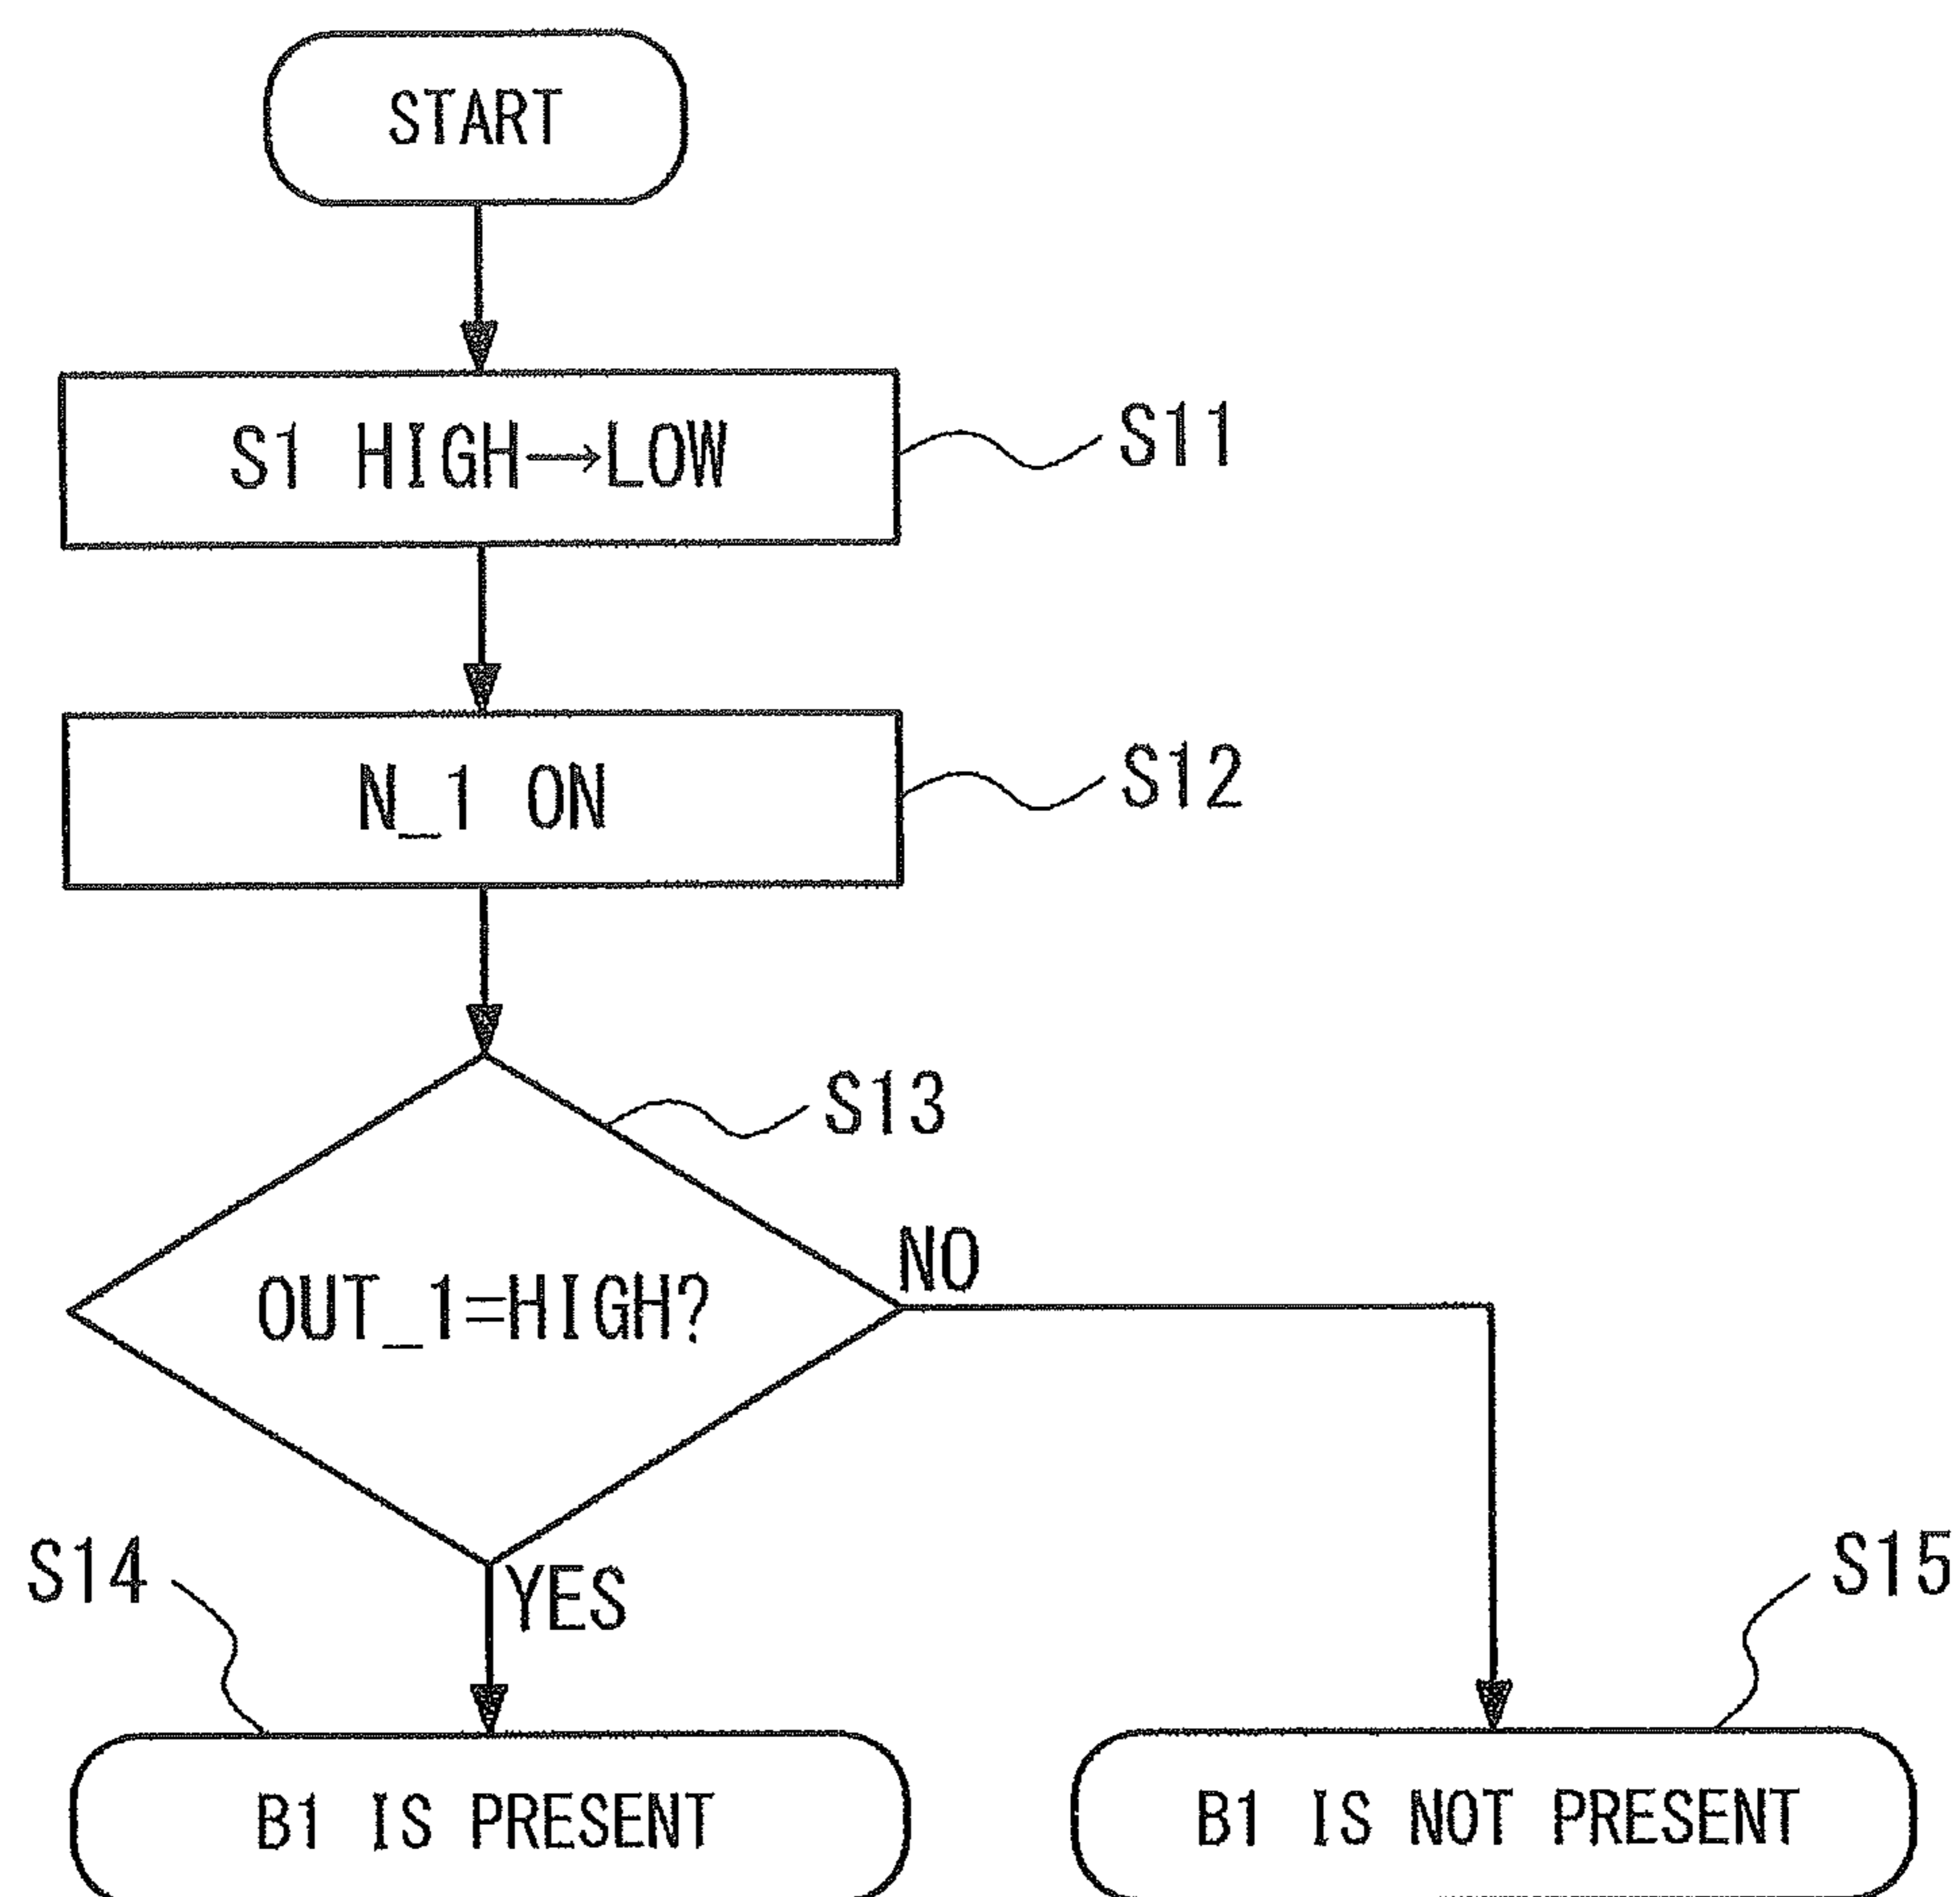 START
S1 HIGH→LOW
S11
N_1 ON
S12
S13
OUT_1=HIGH?
NO
YES
S14
S15
B1 IS PRESENT
B1 IS NOT PRESENT